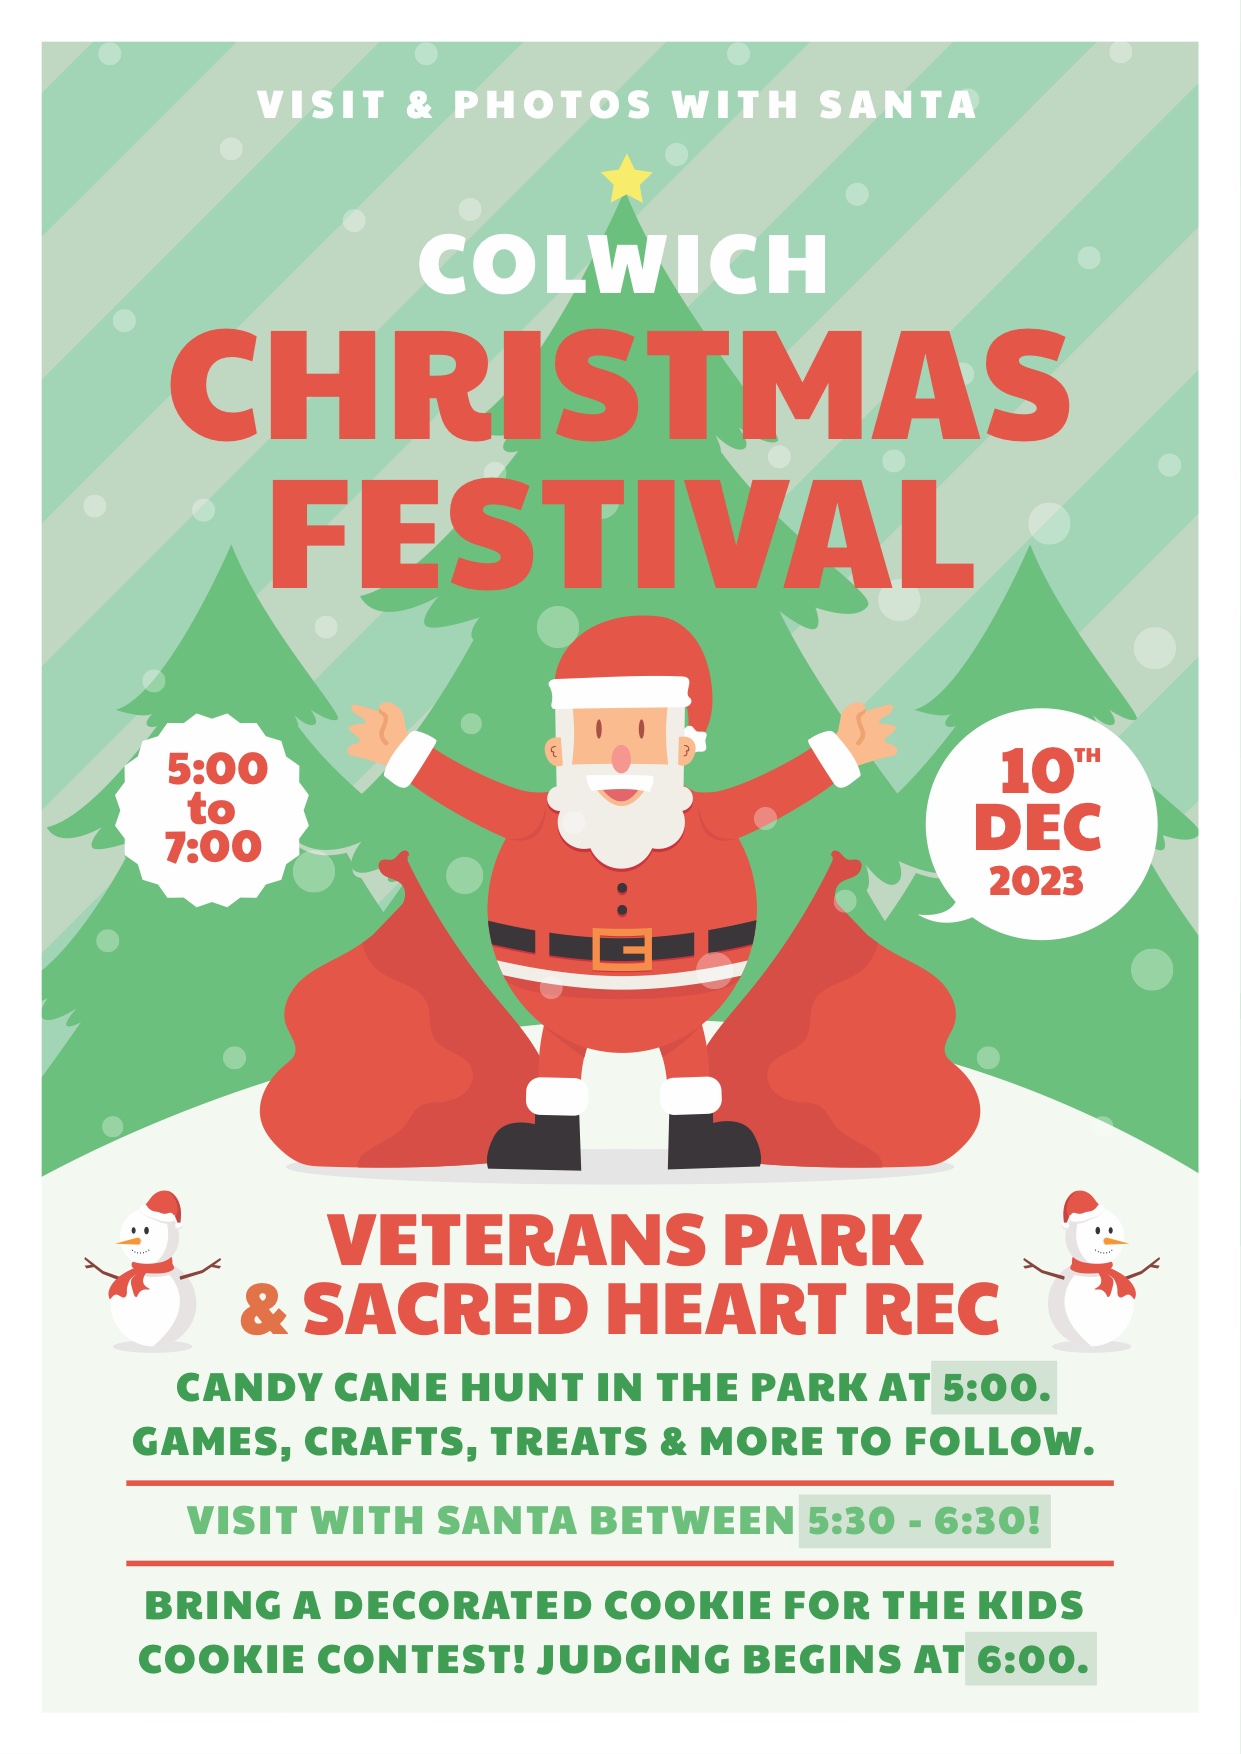 VISIT & PHOTOS WITH SANTA
COLWICH
CHRISTMAS
FESTIVAL
5:00
to
7:00
10TH
DEC
2023
VETERANS PARK
& SACRED HEART REC
CANDY CANE HUNT IN THE PARK AT 5:00.
GAMES, CRAFTS, TREATS & MORE TO FOLLOW.
VISIT WITH SANTA BETWEEN 5:30 - 6:30!
BRING A DECORATED COOKIE FOR THE KIDS
COOKIE CONTEST! JUDGING BEGINS AT 6:00.